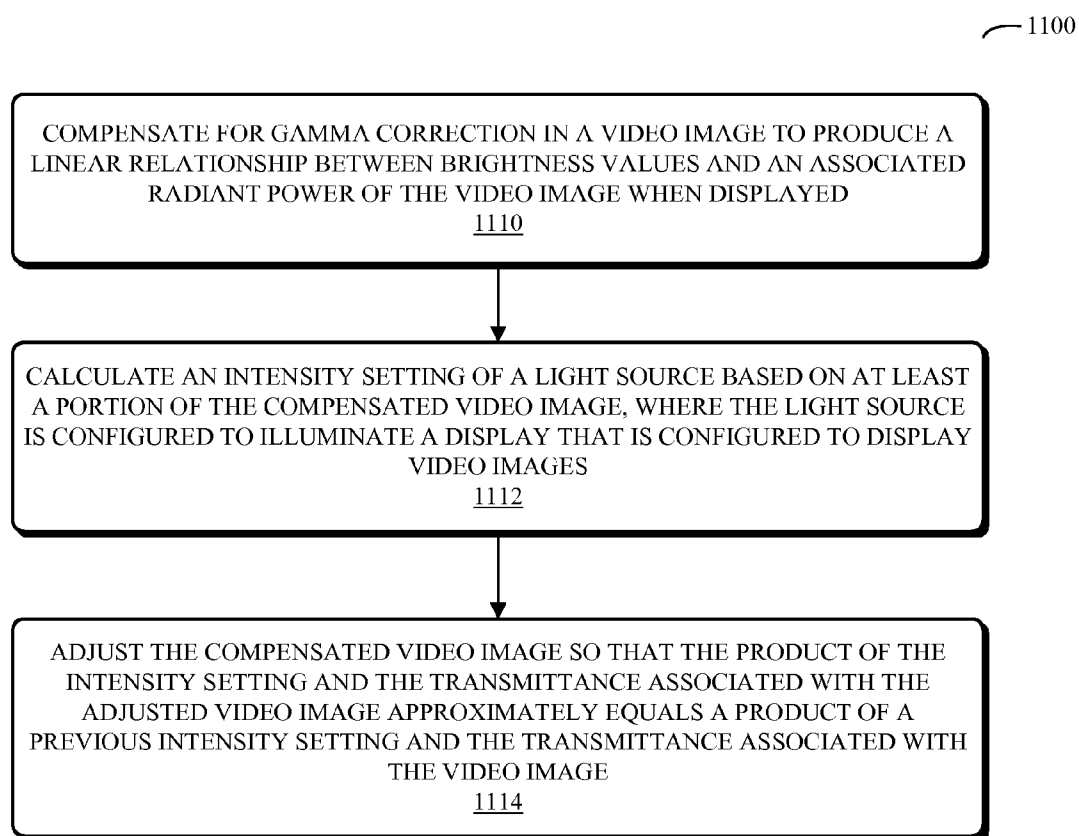 1100
COMPENSATE FOR GAMMA CORRECTION IN A VIDEO IMAGE TO PRODUCE A
LINEAR RELATIONSHIP BETWEEN BRIGHTNESS VALUES AND AN ASSOCIATED
RADIANT POWER OF THE VIDEO IMAGE WHEN DISPLAYED
1110
CALCULATE AN INTENSITY SETTING OF A LIGHT SOURCE BASED ON AT LEAST
A PORTION OF THE COMPENSATED VIDEO IMAGE, WHERE THE LIGHT SOURCE
IS CONFIGURED TO ILLUMINATE A DISPLAY THAT IS CONFIGURED TO DISPLAY
VIDEO IMAGES
1112
ADJUST THE COMPENSATED VIDEO IMAGE SO THAT THE PRODUCT OF THE
INTENSITY SETTING AND THE TRANSMITTANCE ASSOCIATED WITH THE
ADJUSTED VIDEO IMAGE APPROXIMATELY EQUALS A PRODUCT OF A
PREVIOUS INTENSITY SETTING AND THE TRANSMITTANCE ASSOCIATED WITH
THE VIDEO IMAGE
1114